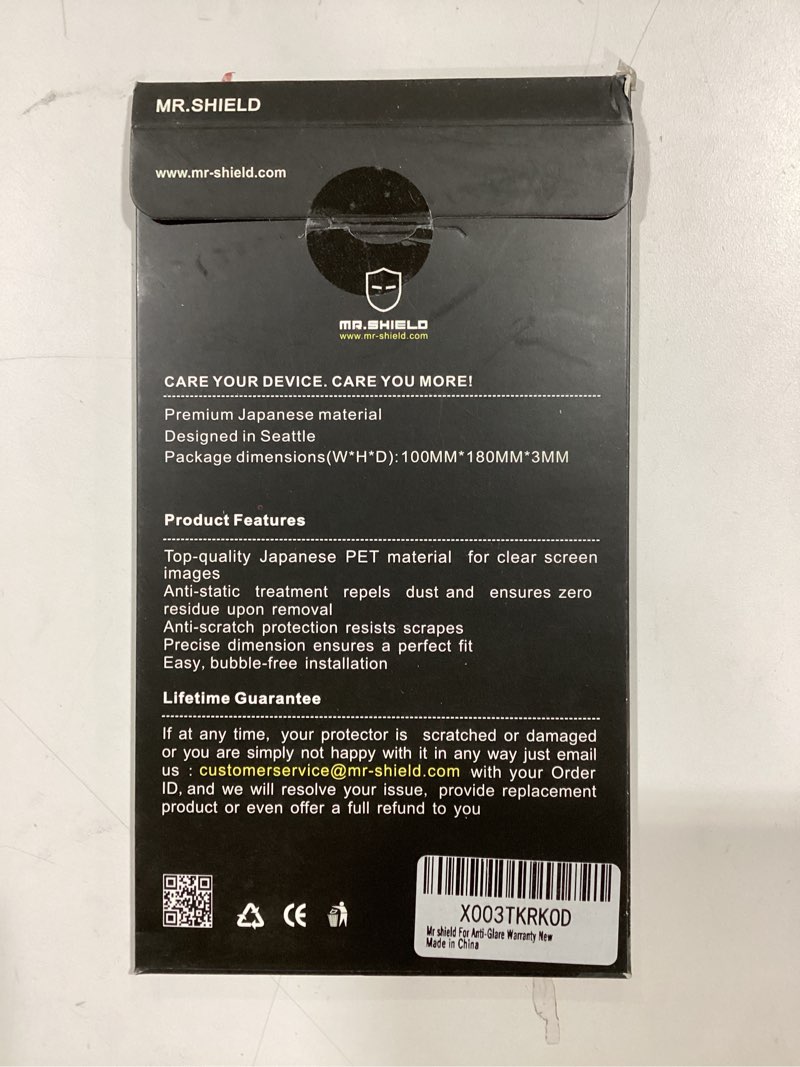 MR.SHIELD
www.mr-shield.com
MR.SHIELD
www.mr-shield.com
CARE YOUR DEVICE. CARE YOU MORE!
Premium Japanese material
Designed in Seattle
Package dimensions(W*H*D):100MM*180MM*3MM
Product Features
Top-quality Japanese PET material for clear screen
images
Anti-static treatment repels dust and ensures zero
residue upon removal
Anti-scratch protection resists scrapes
Precise dimension ensures a perfect fit
Easy, bubble-free installation
Lifetime Guarantee
If at any time, your protector is scratched or damaged
or you are simply not happy with it in any way just email
us : customerservice@mr-shield.com with your Order
ID, and we will resolve your issue, provide replacement
product or even offer a full refund to you
CE
X003TKRK0D
Mr shield For Anti-Glare Warranty New
Made in China